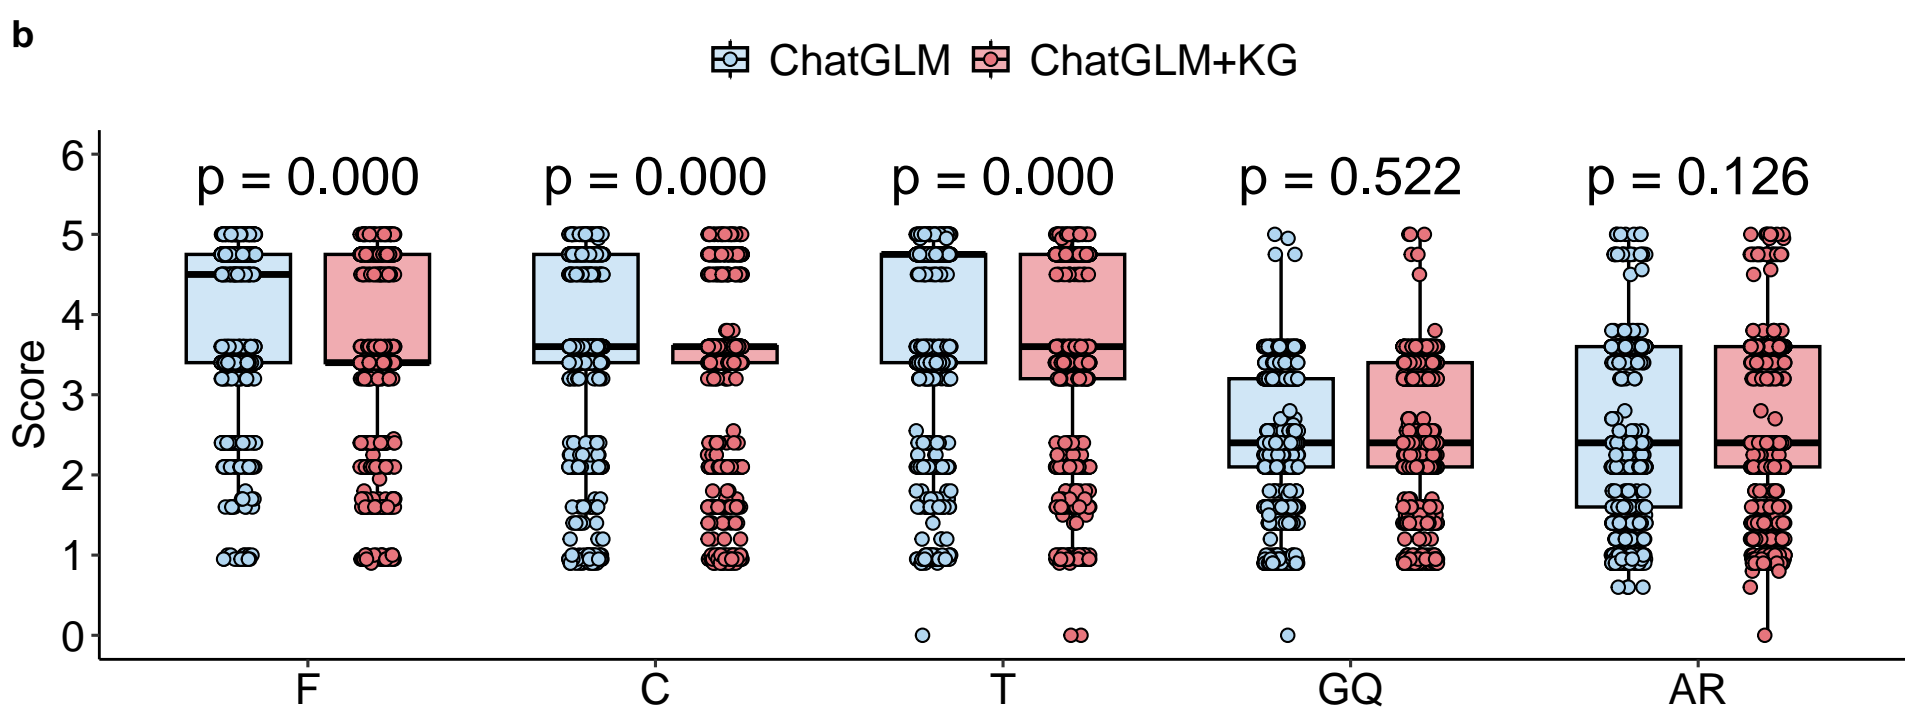 b
ChatGLM ChatGLM+KG
p = 0.000 p = 0.000 p = 0.000 p = 0.522 p = 0.126
Score
6
5
4
3
2
1
0
F C T GQ AR